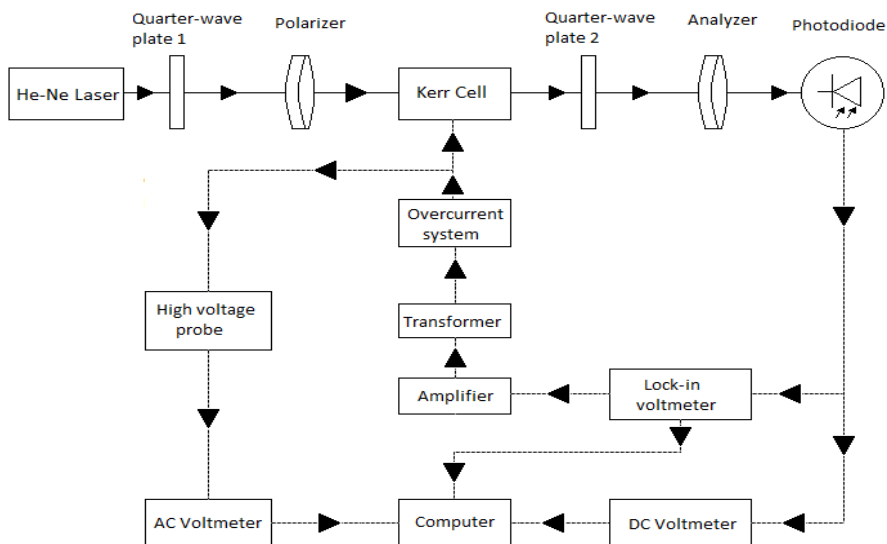 Quarter-wave
plate 1
Polarizer
Quarter-wave
plate 2
Analyzer
Photodiode
He-Ne Laser
Kerr Cell
Overcurrent
system
High voltage
probe
Transformer
Amplifier
Lock-in
voltmeter
AC Voltmeter
Computer
DC Voltmeter